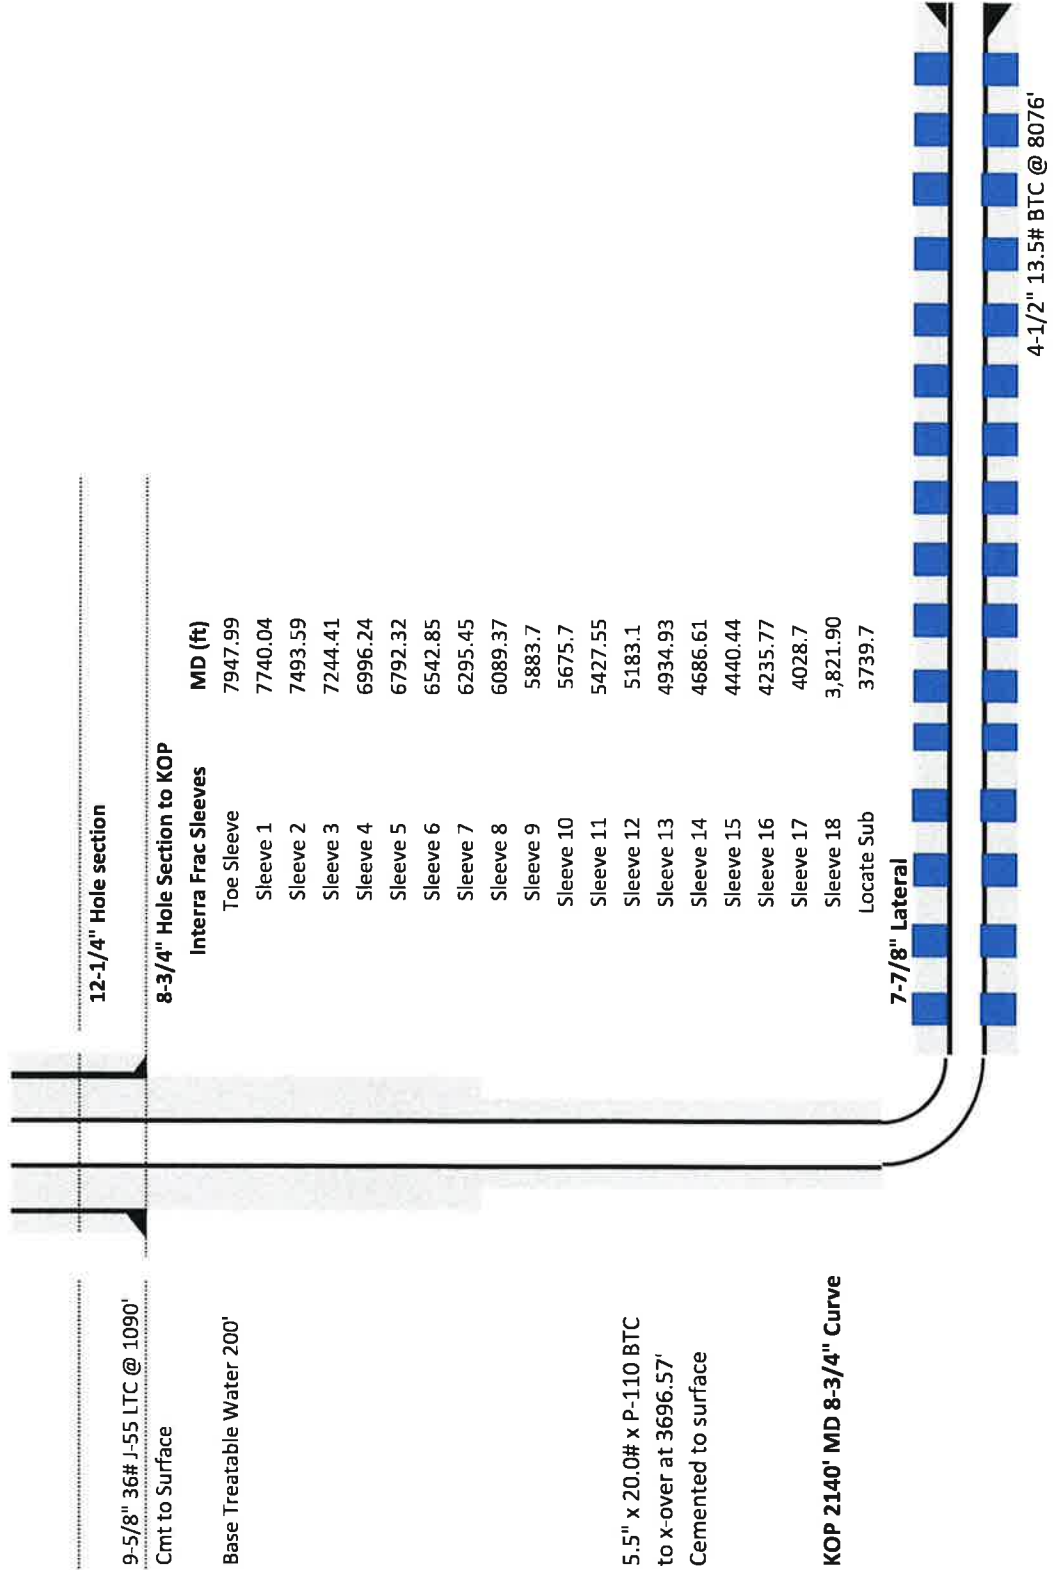 12-1/4" Hole section
9-5/8" 36# J-55 LTC @ 1090'
Cmt to Surface
8-3/4" Hole Section to KOP
Base Treatable Water 200'
Interra Frac Sleeves MD (ft)
Toe Sleeve 7947.99
Sleeve 1 7740.04
Sleeve 2 7493.59
Sleeve 3 7244.41
Sleeve 4 6996.24
Sleeve 5 6792.32
Sleeve 6 6542.85
Sleeve 7 6295.45
Sleeve 8 6089.37
Sleeve 9 5883.7
Sleeve 10 5675.7
Sleeve 11 5427.55
Sleeve 12 5183.1
Sleeve 13 4934.93
Sleeve 14 4686.61
Sleeve 15 4440.44
Sleeve 16 4235.77
Sleeve 17 4028.7
Sleeve 18 3,821.90
Locate Sub 3739.7
5.5" x 20.0# x P-110 BTC
to x-over at 3696.57'
Cemented to surface
KOP 2140' MD 8-3/4" Curve
7-7/8" Lateral
4-1/2" 13.5# BTC @ 8076'